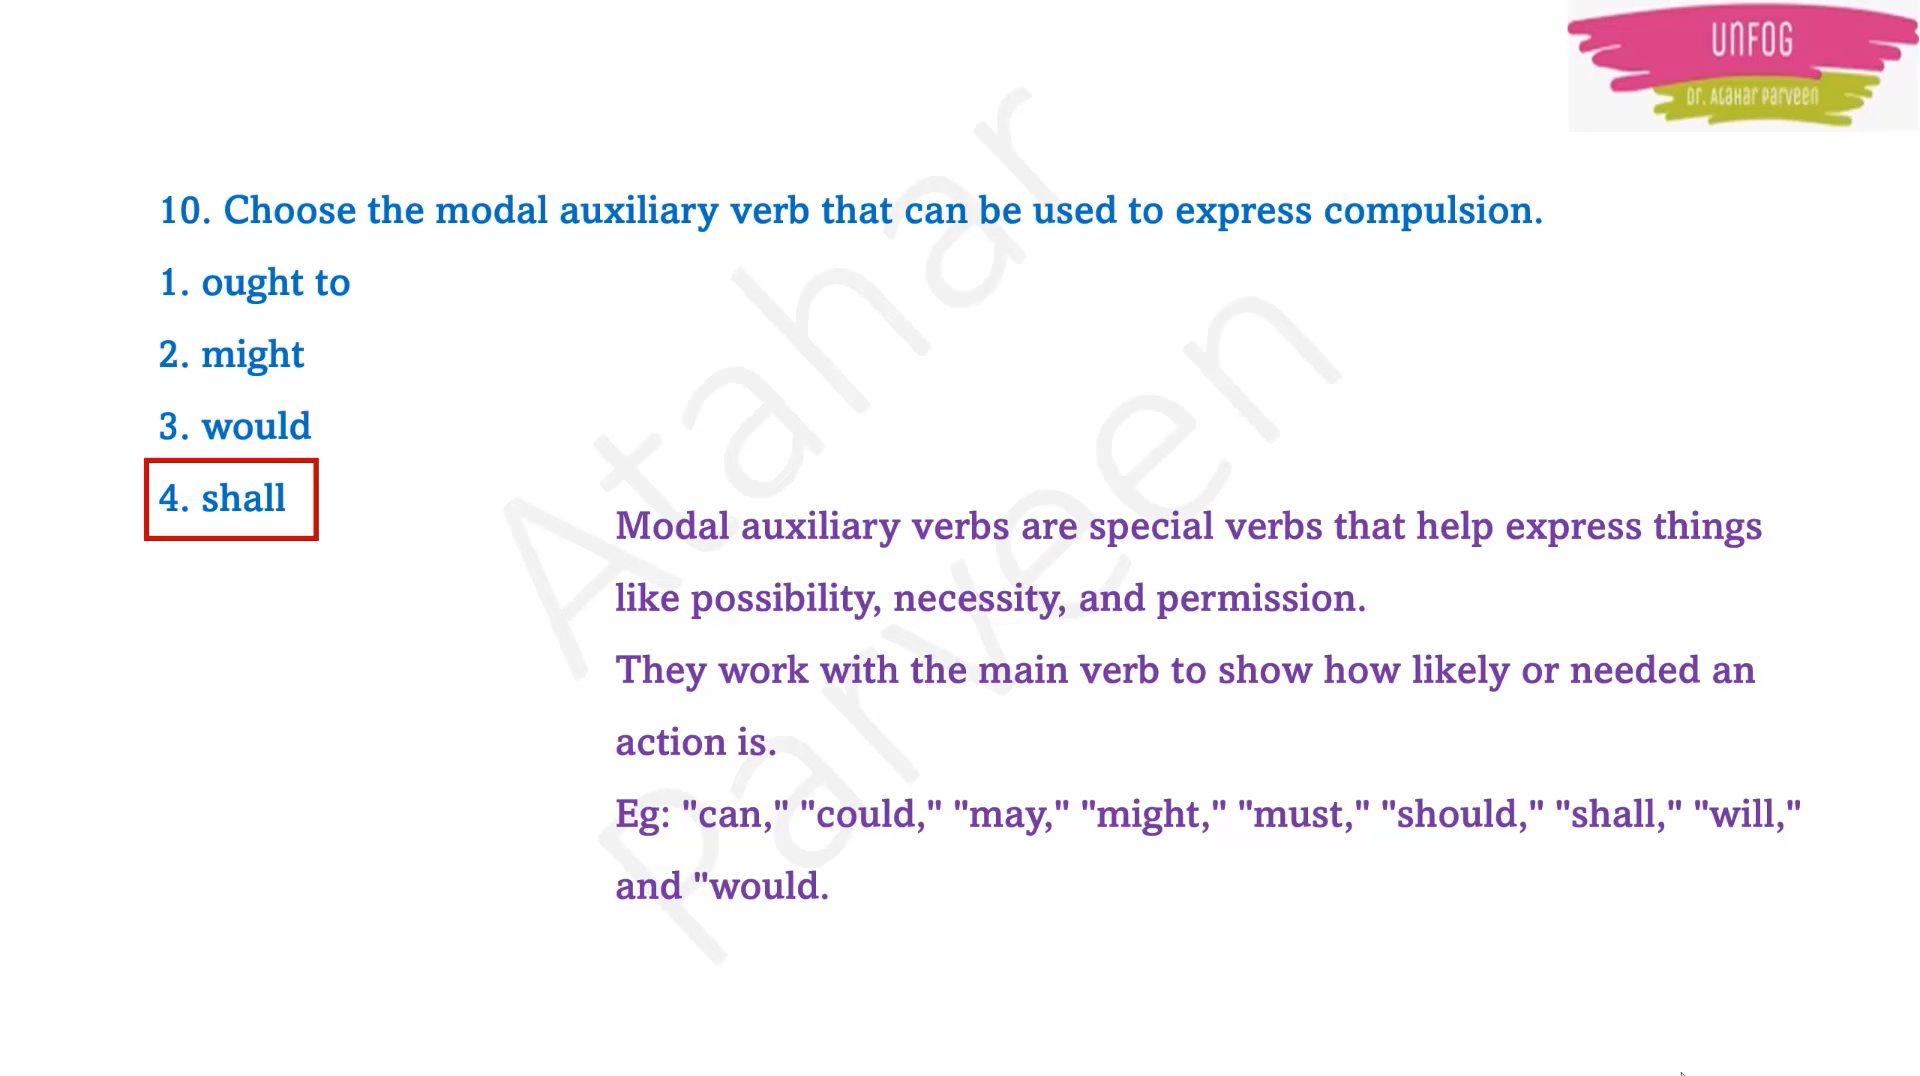 UNFOG
Dr. Atahar Parveen
10. Choose the modal auxiliary verb that can be used to express compulsion.
1. ought to
2. might
3. would
4. shall
Modal auxiliary verbs are special verbs that help express things
like possibility, necessity, and permission.
They work with the main verb to show how likely or needed an
action is.
Eg: "can," "could," "may," "might," "must," "should," "shall," "will,"
and "would.
Atahar
Parveen